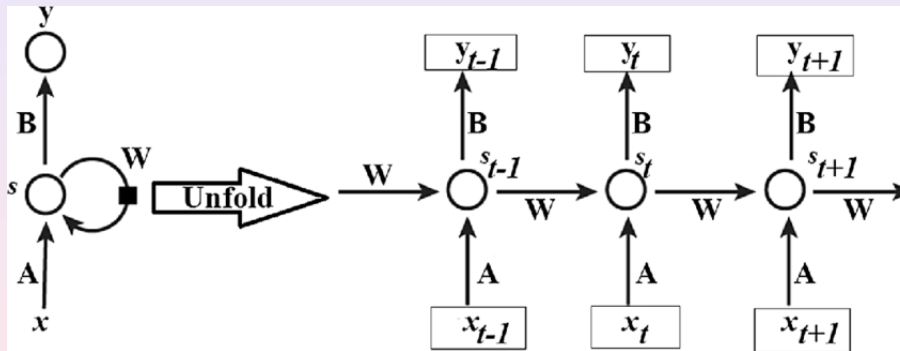 y y_{t-1} y_t y_{t+1}
B W B B B
s Unfold W s_{t-1} s_t s_{t+1}
W W W
A A A A
x x_{t-1} x_t x_{t+1}